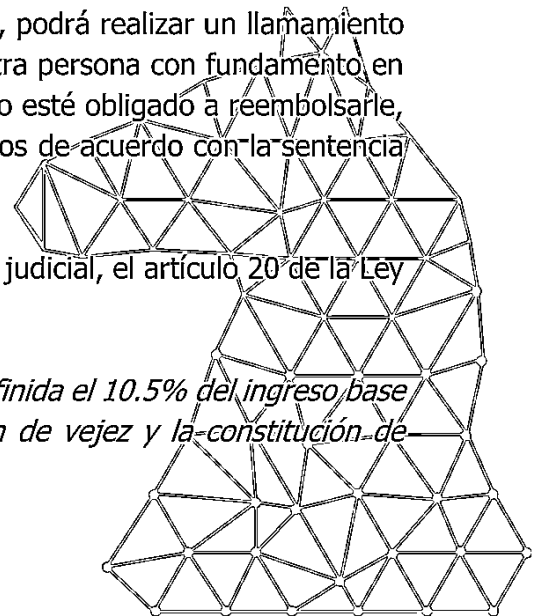 , podrá realizar un llamamiento
tra persona con fundamento en
o esté obligado a reembolsarle,
os de acuerdo con la sentencia
judicial, el artículo 20 de la Ley
finida el 10.5% del ingreso base
n de vejez y la constitución de